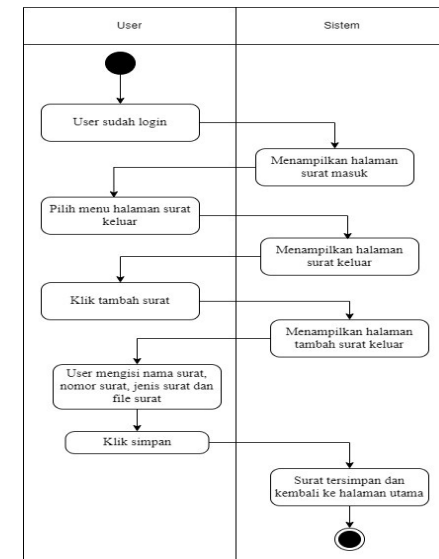 User
Sistem
User sudah login
Menampilkan halaman
surat masuk
Pilih menu halaman surat
keluar
Menampilkan halaman
surat keluar
Klik tambah surat
Menampilkan halaman
tambah surat keluar
User mengisi nama surat,
nomor surat, jenis surat dan
file surat
Klik simpan
Surat tersimpan dan
kembali ke halaman utama